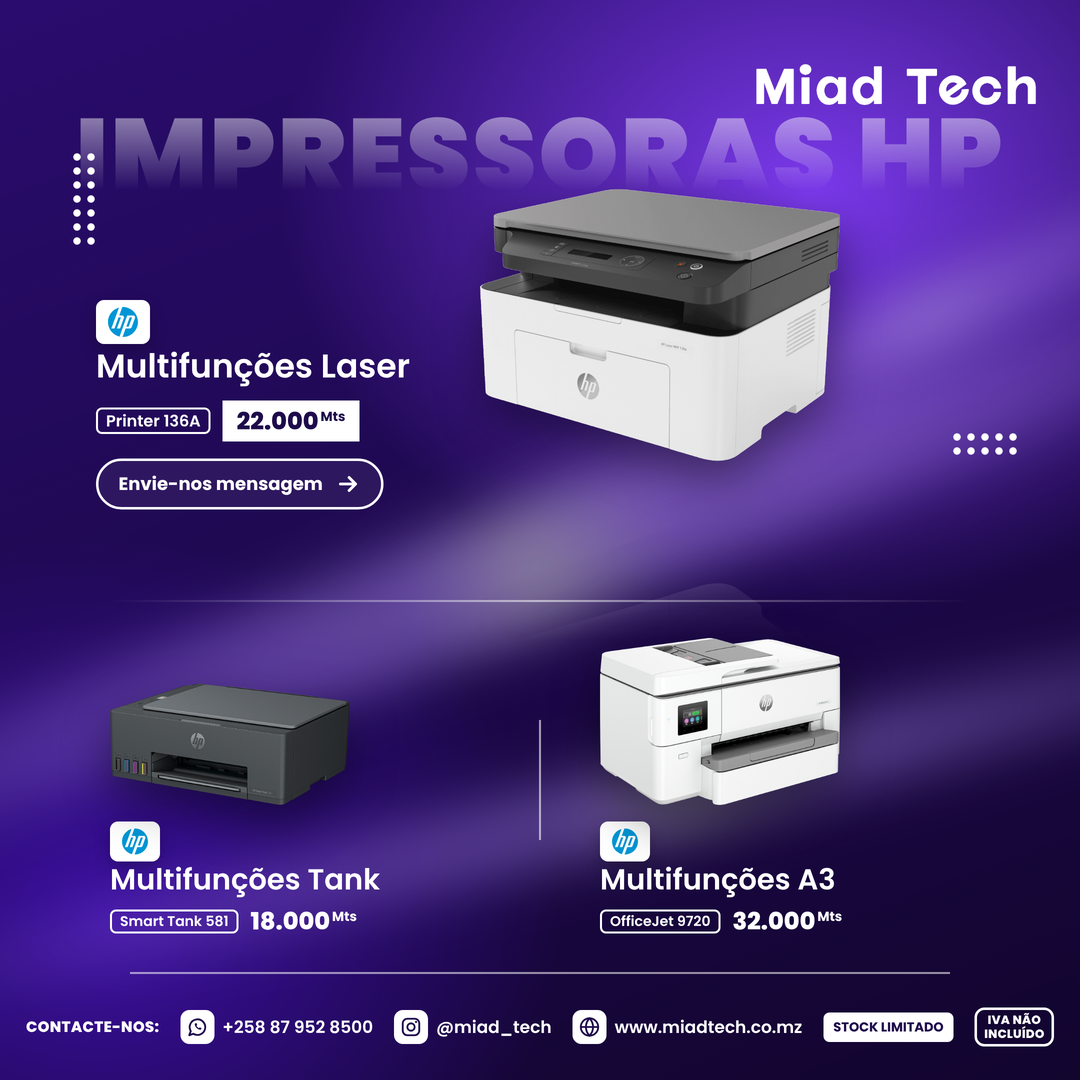 Miad Tech
IMPRESSORAS HP
hp
Multifunções Laser
Printer 136A
22.000 Mts
Envie-nos mensagem
hp
hp
hp
hp
Multifunções Tank
Smart Tank 581
18.000 Mts
hp
Multifunções A3
OfficeJet 9720
32.000 Mts
CONTACTE-NOS:
+258 87 952 8500
@miad_tech
www.miadtech.co.mz
STOCK LIMITADO
IVA NÃO
INCLUÍDO